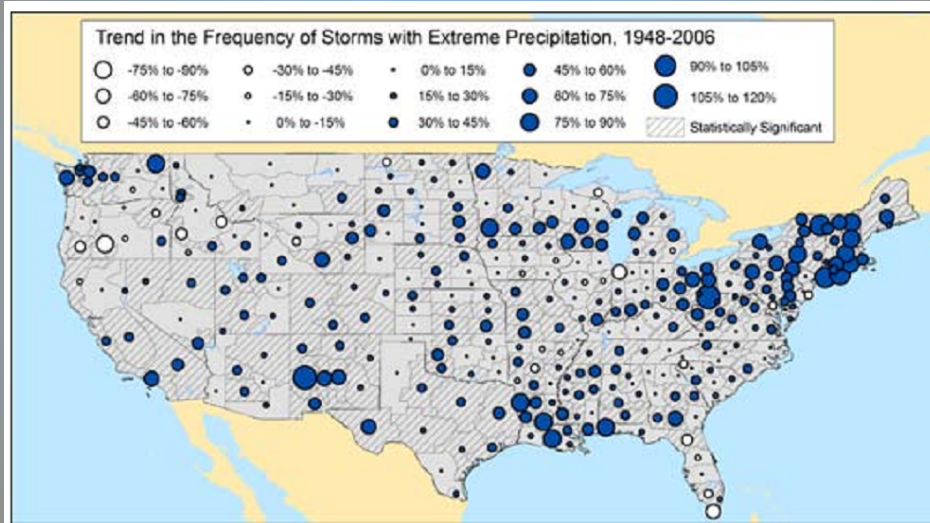 Trend in the Frequency of Storms with Extreme Precipitation, 1948-2006
-75% to -90%
-60% to -75%
-45% to -60%
-30% to -45%
-15% to -30%
0% to -15%
0% to 15%
15% to 30%
30% to 45%
45% to 60%
60% to 75%
75% to 90%
90% to 105%
105% to 120%
Statistically Significant